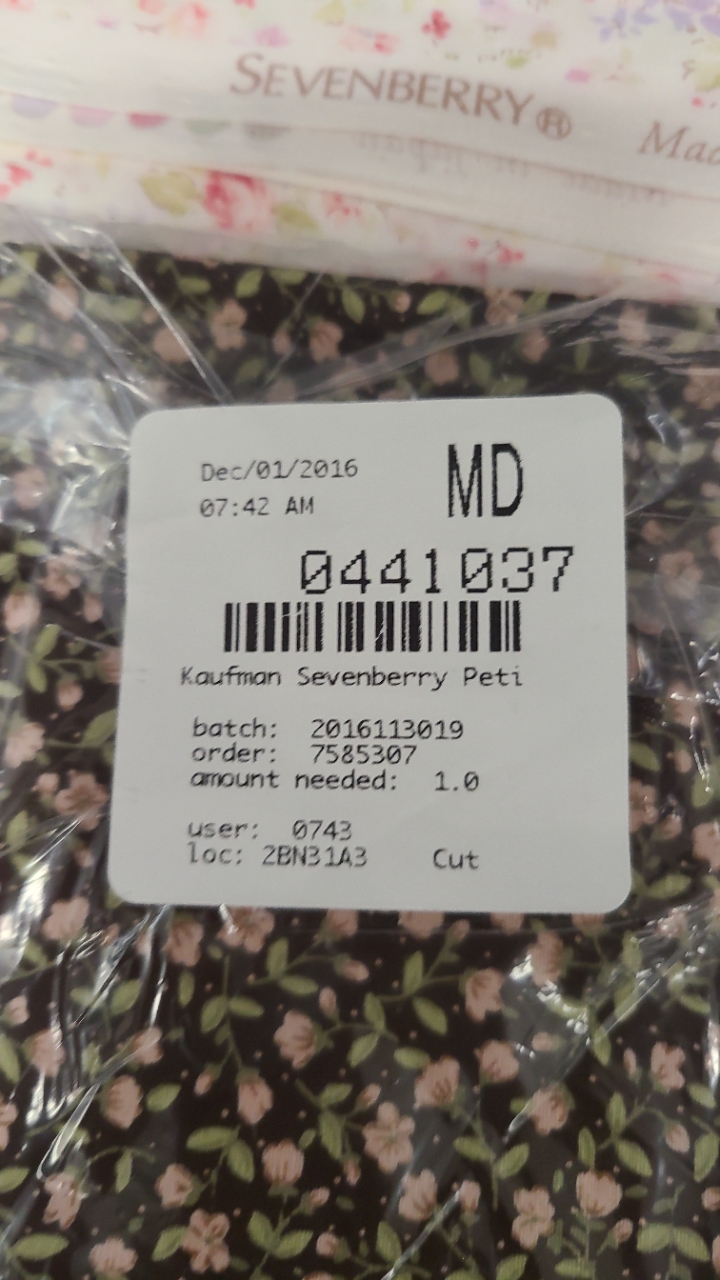 SEVENBERRY®
Dec/01/2016
MD
07:42 AM
0441037
Kaufman Sevenberry Peti
batch: 2016113019
order: 7585307
amount needed: 1.0
user: 0743
loc: 2BN31A3 Cut